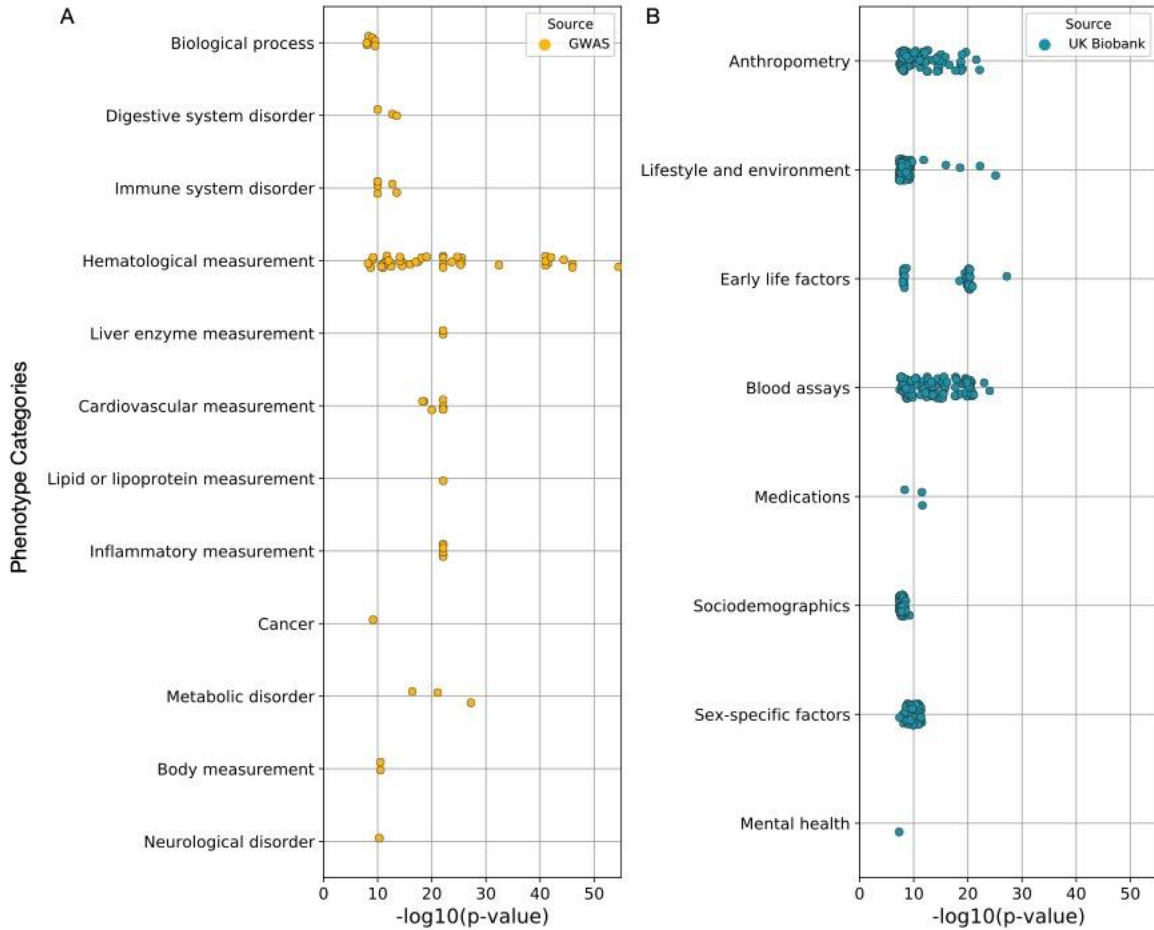 A
Source
GWAS
Biological process
Digestive system disorder
Immune system disorder
Hematological measurement
Liver enzyme measurement
Cardiovascular measurement
Lipid or lipoprotein measurement
Inflammatory measurement
Cancer
Metabolic disorder
Body measurement
Neurological disorder
Phenotype Categories
0 10 20 30 40 50
-log10(p-value)
B
Source
UK Biobank
Anthropometry
Lifestyle and environment
Early life factors
Blood assays
Medications
Sociodemographics
Sex-specific factors
Mental health
0 10 20 30 40 50
-log10(p-value)